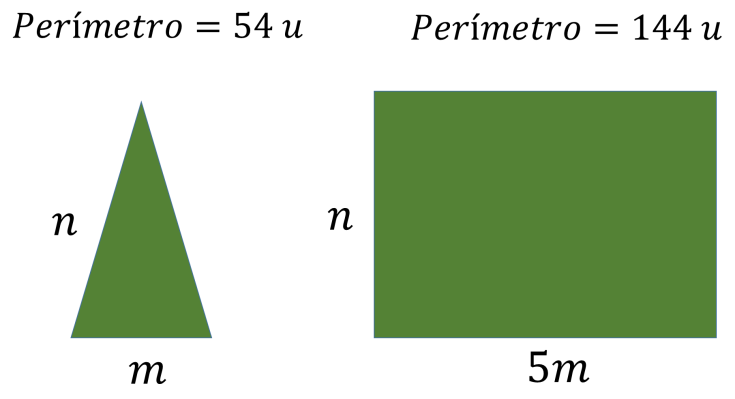 Perímetro = 54 u
Perímetro = 144 u
n
m
n
5m